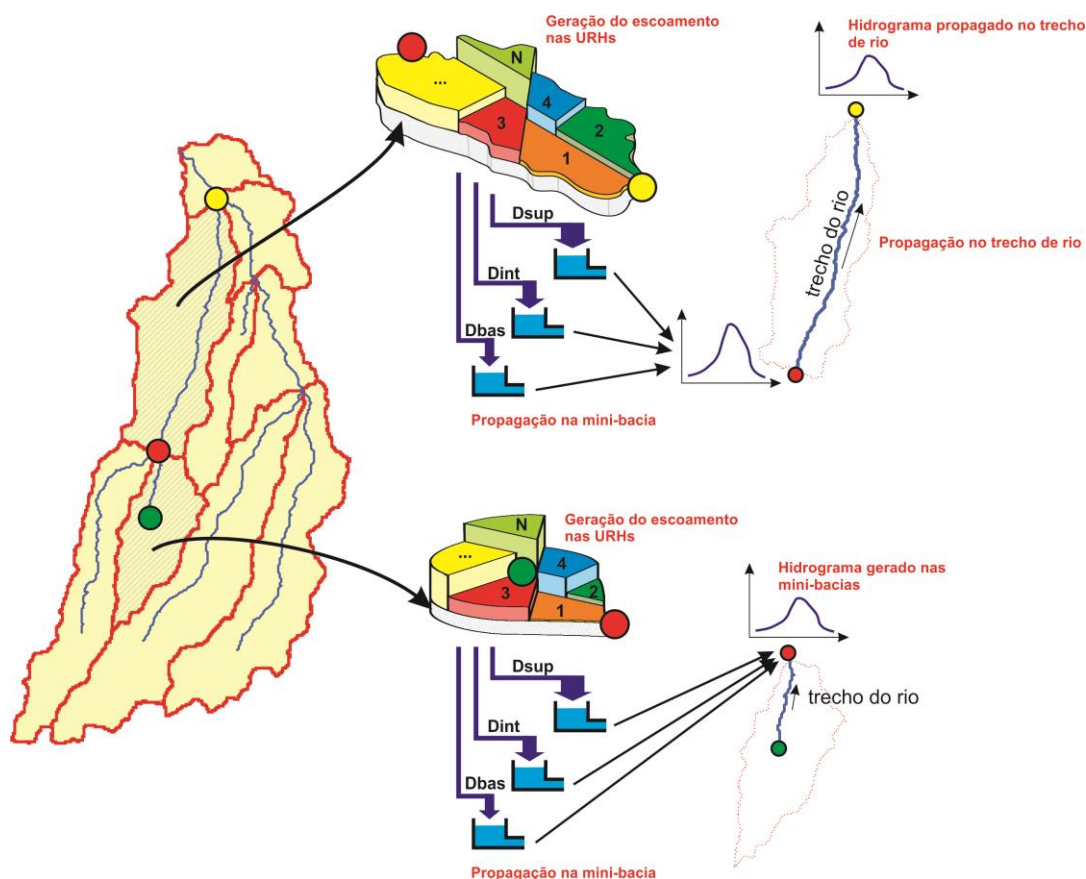 Geração do escoamento
nas URHs
N
...
4
3
2
1
Dsup
Dint
Dbas
Propagação na mini-bacia
Hidrograma propagado no trecho
de rio
trecho do rio
Propagação no trecho de rio
Geração do escoamento
nas URHs
N
...
4
3
2
1
Dsup
Dint
Dbas
Propagação na mini-bacia
Hidrograma gerado nas
mini-bacias
trecho do rio